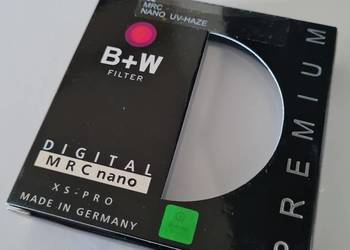 MRC
NANO UV-HAZE
B+W
FILTER
DIGITAL
MRC nano
XS-PRO
MADE IN GERMANY
PREMIUM